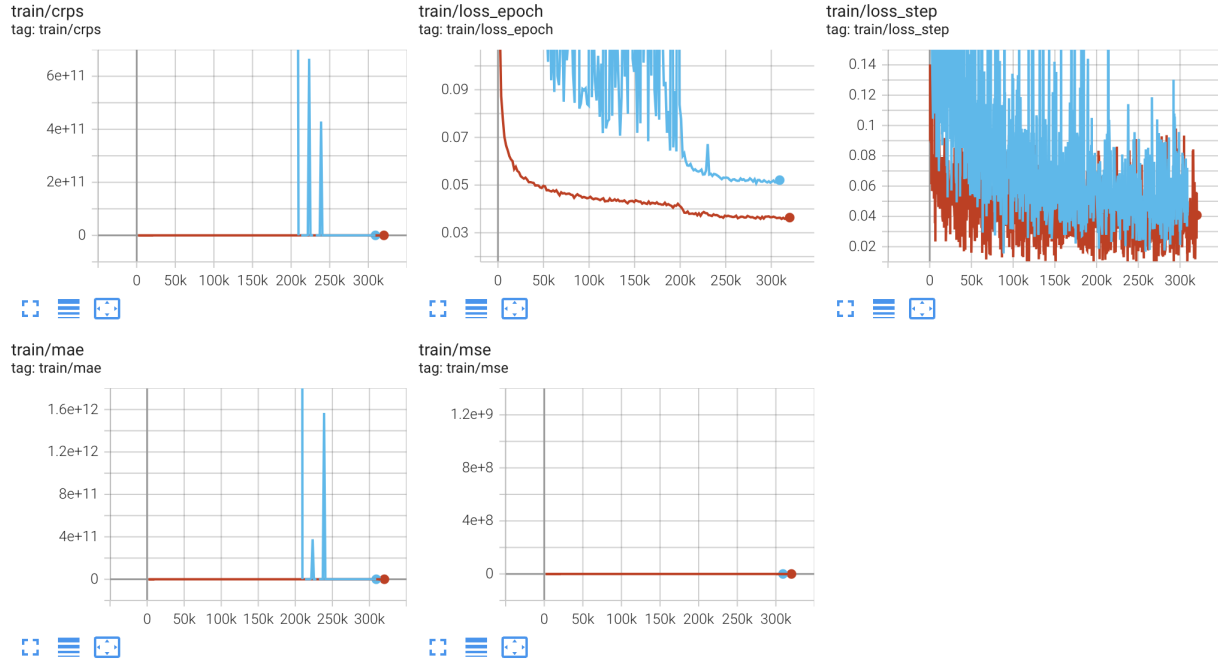 train/crps
tag: train/crps
6e+11
4e+11
2e+11
0
0 50k 100k 150k 200k 250k 300k
train/loss_epoch
tag: train/loss_epoch
0.09
0.07
0.05
0.03
0 50k 100k 150k 200k 250k 300k
train/loss_step
tag: train/loss_step
0.14
0.12
0.1
0.08
0.06
0.04
0.02
0 50k 100k 150k 200k 250k 300k
train/mae
tag: train/mae
1.6e+12
1.2e+12
8e+11
4e+11
0
0 50k 100k 150k 200k 250k 300k
train/mse
tag: train/mse
1.2e+9
8e+8
4e+8
0
0 50k 100k 150k 200k 250k 300k